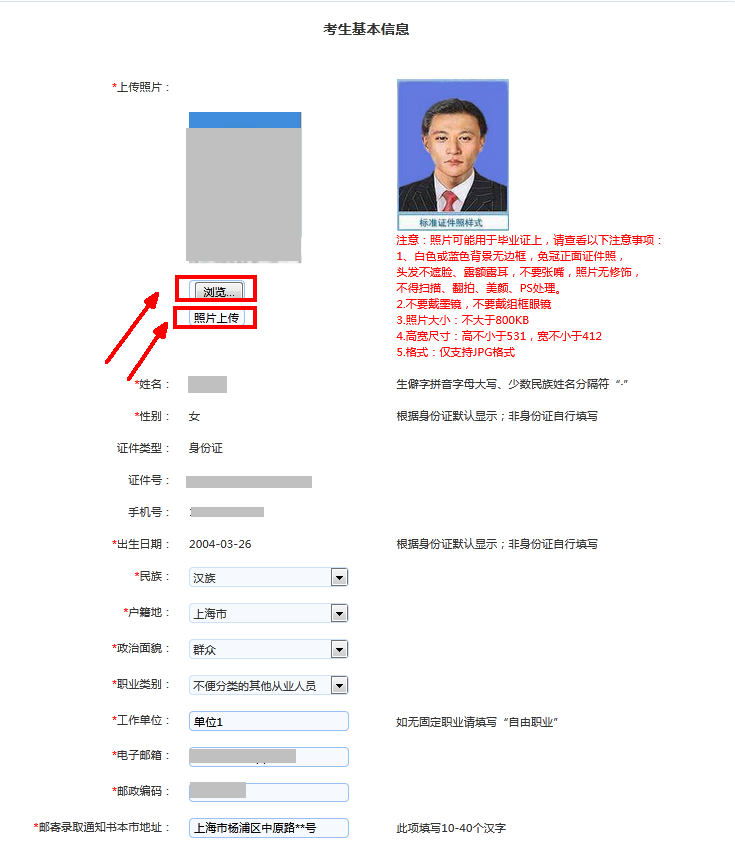 考生基本信息
*上传照片：
标准证件照样式
注意：照片可能用于毕业证上，请查看以下注意事项：
1、白色或蓝色背景无边框，免冠正面证件照，
头发不遮脸、露额露耳，不要张嘴，照片无修饰，
不得扫描、翻拍、美颜、PS处理。
2.不要戴墨镜，不要戴粗框眼镜
3.照片大小：不大于800KB
4.高宽尺寸：高不小于531，宽不小于412
5.格式：仅支持JPG格式
浏览...
照片上传
*姓名： 生僻字拼音字母大写、少数民族姓名分隔符“·”
*性别： 女 根据身份证默认显示；非身份证自行填写
证件类型： 身份证
证件号：
手机号：
*出生日期： 2004-03-26 根据身份证默认显示；非身份证自行填写
*民族： 汉族
*户籍地： 上海市
*政治面貌： 群众
*职业类别： 不便分类的其他从业人员
*工作单位： 单位1 如无固定职业请填写“自由职业”
*电子邮箱：
*邮政编码：
*邮寄录取通知书本市地址： 上海市杨浦区中原路**号 此项填写10-40个汉字